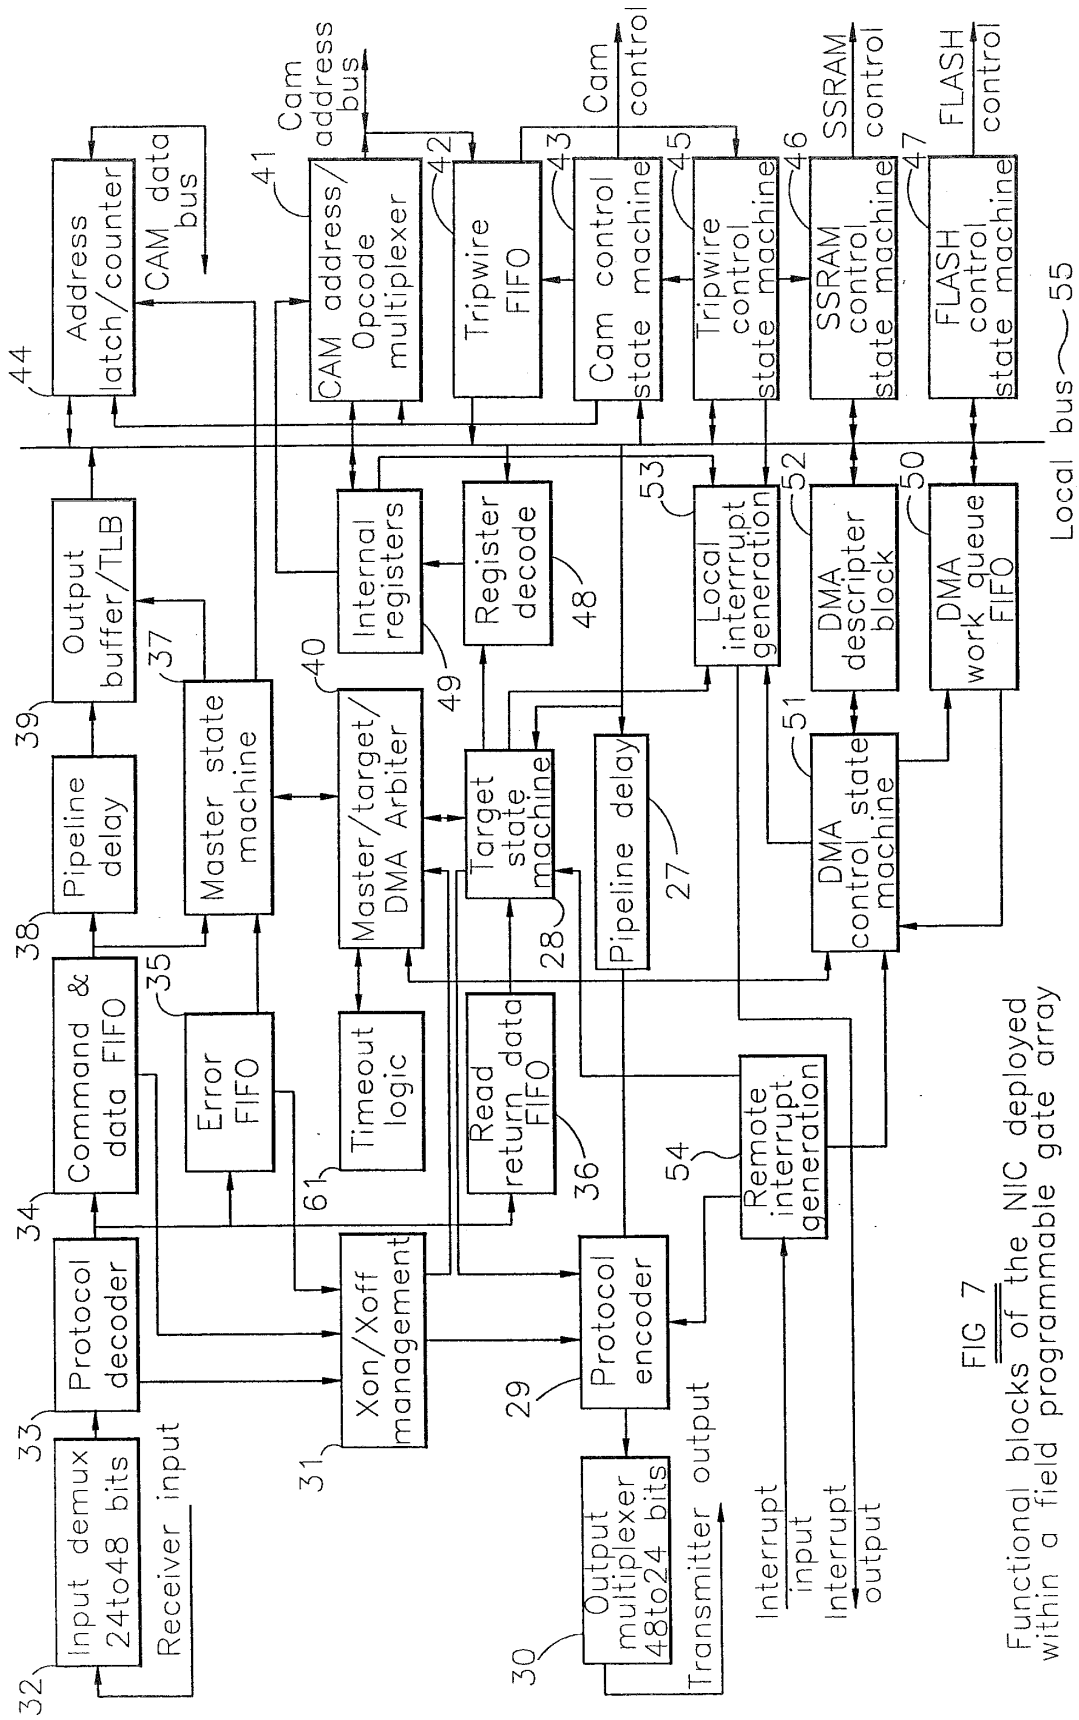 32
Input demux
24to48 bits
Receiver input
33
Protocol
decoder
34
Command &
data FIFO
38
Pipeline
delay
39
Output
buffer/TLB
44
Address
latch/counter
CAM data
bus
35
Error
FIFO
37
Master state
machine
31
Xon/Xoff
management
61
Timeout
logic
40
Master/target/
DMA Arbiter
49
Internal
registers
41
CAM address/
Opcode
multiplexer
Cam
address
bus
36
Read
return data
FIFO
28
Target
state
machine
48
Register
decode
42
Tripwire
FIFO
30
Output
multiplexer
48to24 bits
Transmitter output
29
Protocol
encoder
27
Pipeline delay
43
Cam control
state machine
Cam
control
54
Remote
interrupt
generation
Interrupt
input
Interrupt
output
53
Local
interrupt
generation
45
Tripwire
control
state machine
51
DMA
control state
machine
52
DMA
descripter
block
46
SSRAM
control
state machine
SSRAM
control
50
DMA
work queue
FIFO
47
FLASH
control
state machine
FLASH
control
Local bus 55
FIG 7
Functional blocks of the NIC deployed
within a field programmable gate array